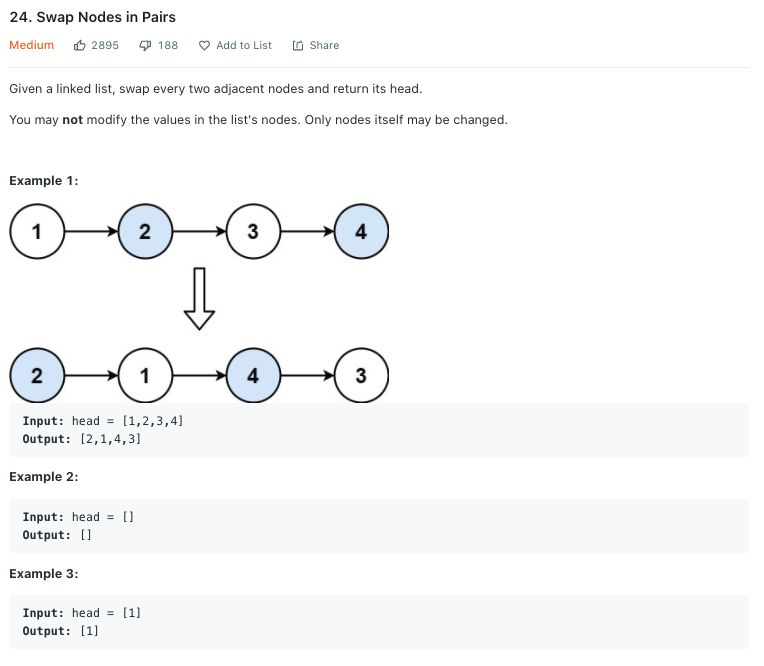 24. Swap Nodes in Pairs
Medium 2895 188 Add to List Share
Given a linked list, swap every two adjacent nodes and return its head.
You may not modify the values in the list's nodes. Only nodes itself may be changed.
Example 1:
1 2 3 4
2 1 4 3
Input: head = [1,2,3,4]
Output: [2,1,4,3]
Example 2:
Input: head = []
Output: []
Example 3:
Input: head = [1]
Output: [1]